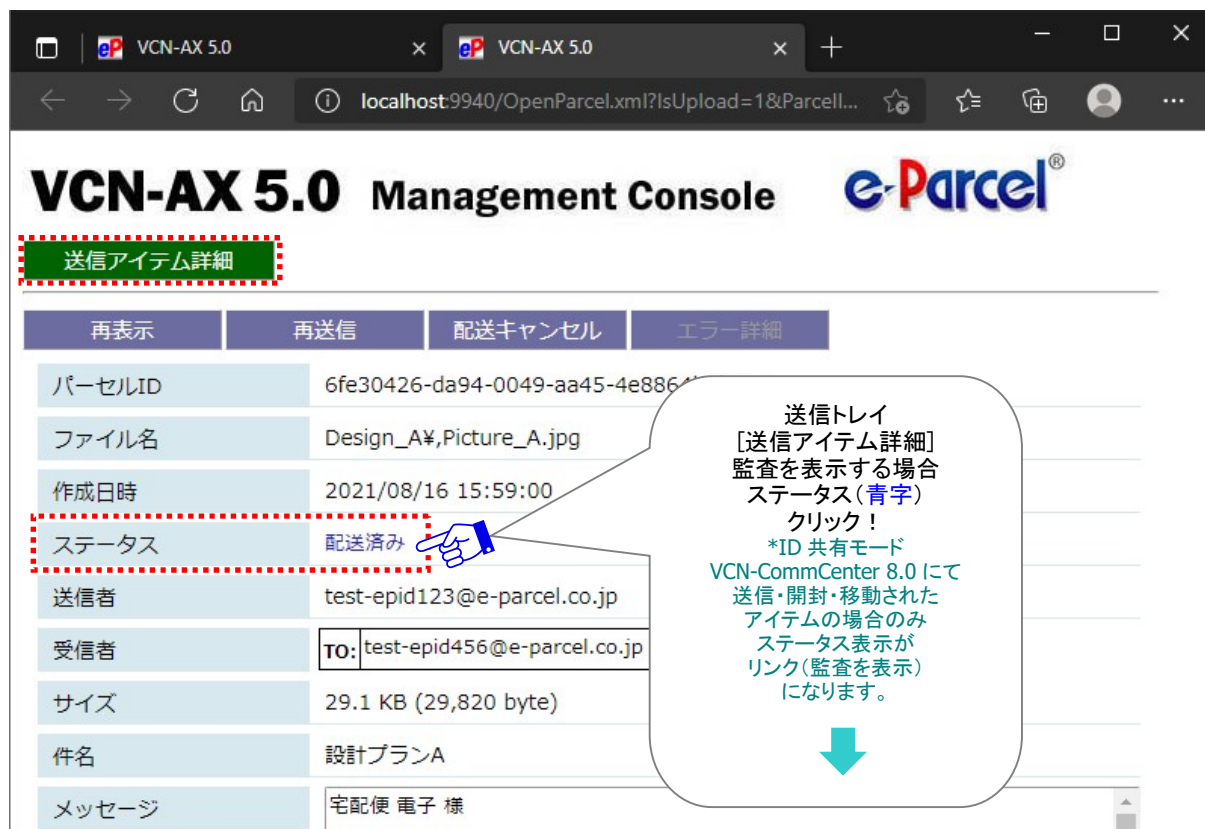 VCN-AX 5.0
VCN-AX 5.0
localhost:9940/OpenParcel.xml?IsUpload=1&Parcell...
VCN-AX 5.0 Management Console
e-Parcel®
送信アイテム詳細
再表示
再送信
配送キャンセル
エラー詳細
パーセルID 6fe30426-da94-0049-aa45-4e8864
ファイル名 Design_A¥,Picture_A.jpg
作成日時 2021/08/16 15:59:00
ステータス 配送済み
送信者 test-epid123@e-parcel.co.jp
受信者 TO: test-epid456@e-parcel.co.jp
サイズ 29.1 KB (29,820 byte)
件名 設計プランA
メッセージ 宅配便 電子 様
送信トレイ
[送信アイテム詳細]
監査を表示する場合
ステータス(青字)
クリック!
*ID 共有モード
VCN-CommCenter 8.0 にて
送信・開封・移動された
アイテムの場合のみ
ステータス表示が
リンク(監査を表示)
になります。